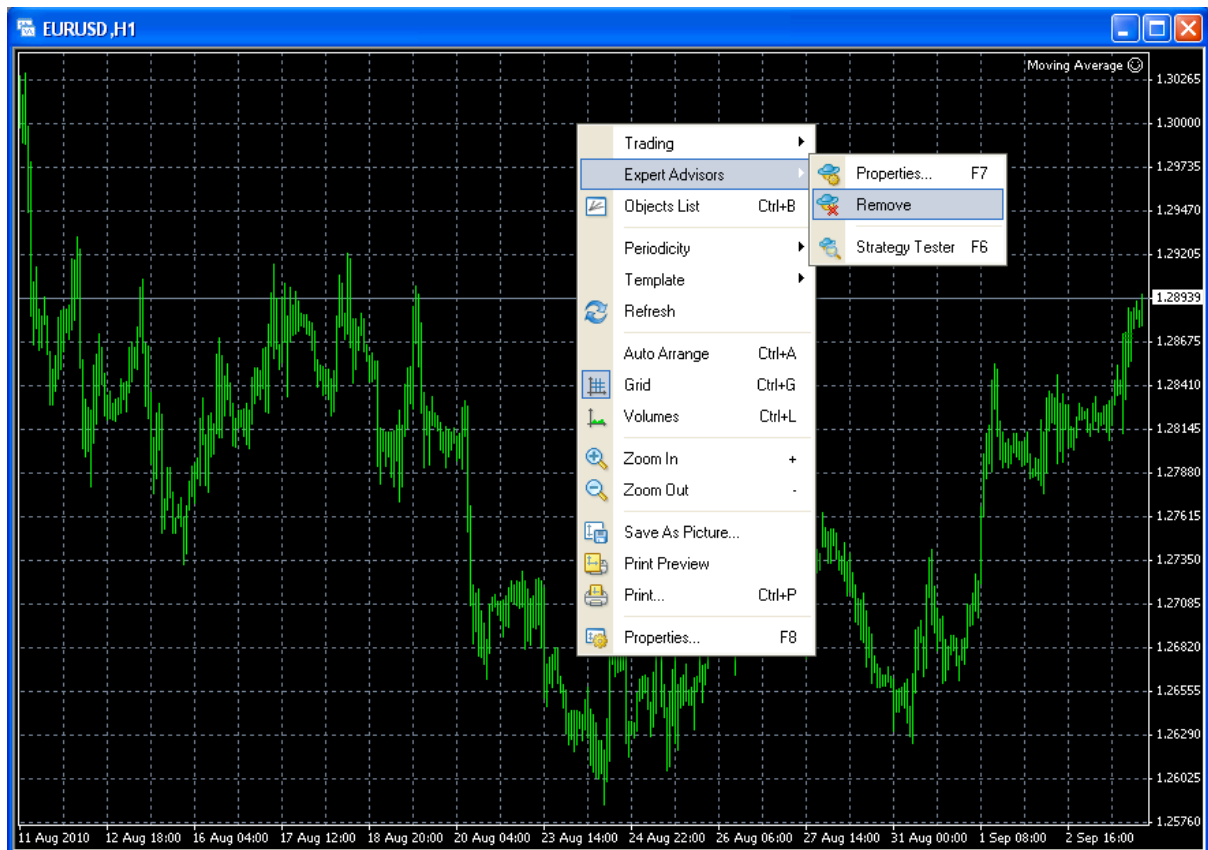 EURUSD,H1
Moving Average
1.30265
1.30000
1.29735
1.29470
1.29205
1.28939
1.28675
1.28410
1.28145
1.27880
1.27615
1.27350
1.27085
1.26820
1.26555
1.26290
1.26025
1.25760
Trading
Expert Advisors
Objects List Ctrl+B
Periodicity
Template
Refresh
Auto Arrange Ctrl+A
Grid Ctrl+G
Volumes Ctrl+L
Zoom In +
Zoom Out -
Save As Picture...
Print Preview
Print... Ctrl+P
Properties... F8
Properties... F7
Remove
Strategy Tester F6
11 Aug 2010 12 Aug 18:00 16 Aug 04:00 17 Aug 12:00 18 Aug 20:00 20 Aug 04:00 23 Aug 14:00 24 Aug 22:00 26 Aug 06:00 27 Aug 14:00 31 Aug 00:00 1 Sep 08:00 2 Sep 16:00